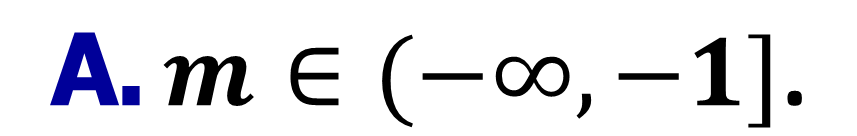 A. m ∈ (−∞, −1].